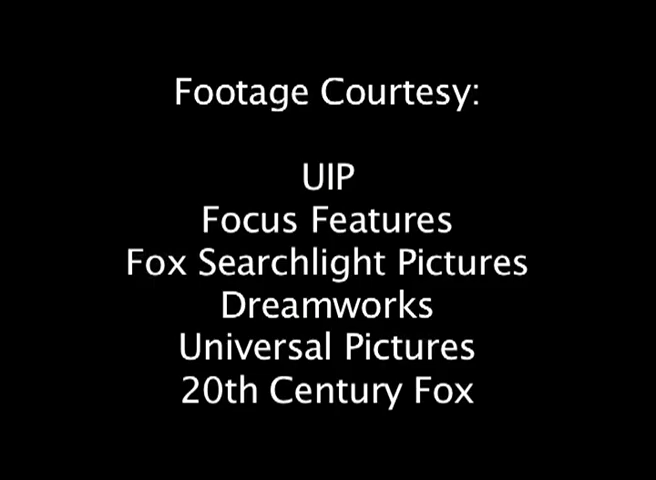 Footage Courtesy:
UIP
Focus Features
Fox Searchlight Pictures
Dreamworks
Universal Pictures
20th Century Fox